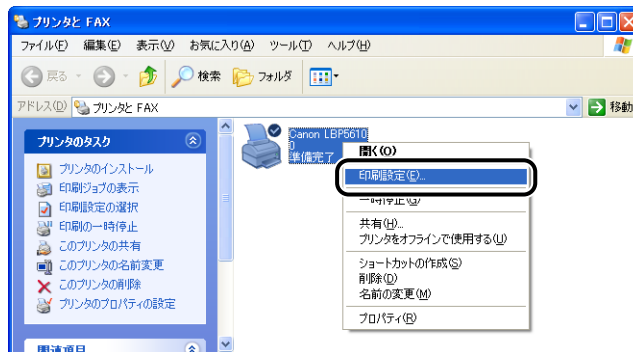 プリンタと FAX
ファイル(F) 編集(E) 表示(V) お気に入り(A) ツール(T) ヘルプ(H)
戻る 検索 フォルダ
アドレス(D) プリンタと FAX 移動
プリンタのタスク
プリンタのインストール
印刷ジョブの表示
印刷設定の選択
印刷の一時停止
このプリンタの共有
このプリンタの名前変更
このプリンタの削除
プリンタのプロパティの設定
関連項目
Canon LBP5610
0
準備完了
開く(O)
印刷設定(E)...
一時停止(G)
共有(H)...
プリンタをオフラインで使用する(U)
ショートカットの作成(S)
削除(D)
名前の変更(M)
プロパティ(R)